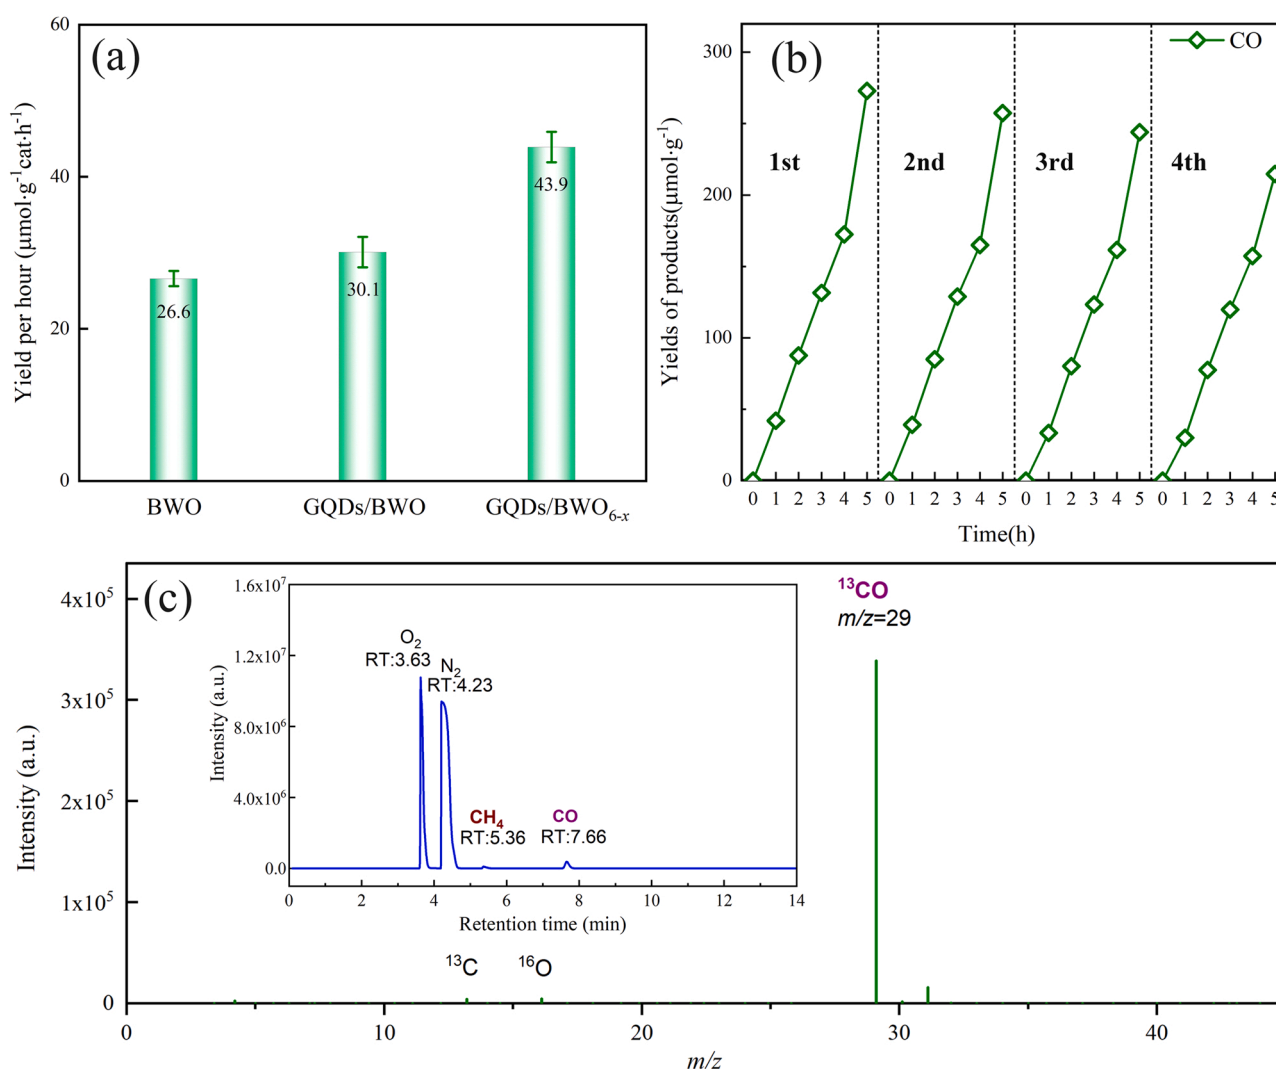 (a)
Yield per hour (μmol·g⁻¹cat·h⁻¹)
60
40
20
0
26.6
30.1
43.9
BWO
GQDs/BWO
GQDs/BWO₆₋ₓ
(b)
CO
Yields of products(μmol·g⁻¹)
300
200
100
0
1st
2nd
3rd
4th
0 1 2 3 4 5 0 1 2 3 4 5 0 1 2 3 4 5 0 1 2 3 4 5
Time(h)
(c)
Intensity (a.u.)
4x10⁵
3x10⁵
2x10⁵
1x10⁵
0
¹³CO
m/z=29
1.6x10⁷
1.2x10⁷
8.0x10⁶
4.0x10⁶
0.0
Intensity (a.u.)
O₂
RT:3.63
N₂
RT:4.23
CH₄
RT:5.36
CO
RT:7.66
0 2 4 6 8 10 12 14
Retention time (min)
¹³C
¹⁶O
0 10 20 30 40
m/z